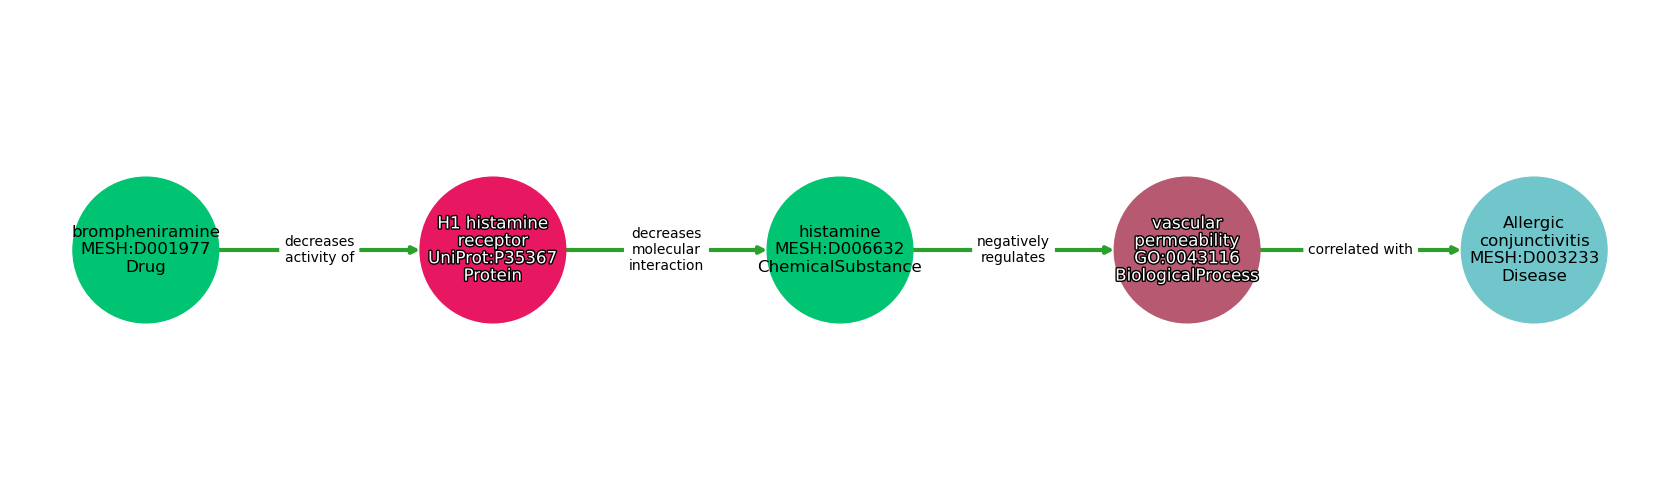 brompheniramine
MESH:D001977
Drug
decreases
activity of
H1 histamine
receptor
UniProt:P35367
Protein
decreases
molecular
interaction
histamine
MESH:D006632
ChemicalSubstance
negatively
regulates
vascular
permeability
GO:0043116
BiologicalProcess
correlated with
Allergic
conjunctivitis
MESH:D003233
Disease